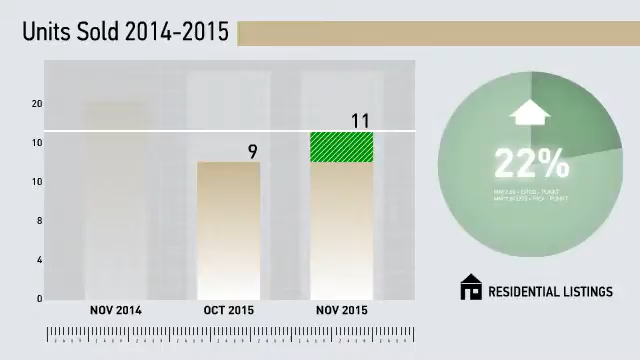 Units Sold 2014-2015
20
10
10
8
4
0
9
11
NOV 2014
OCT 2015
NOV 2015
22%
RESIDENTIAL LISTINGS